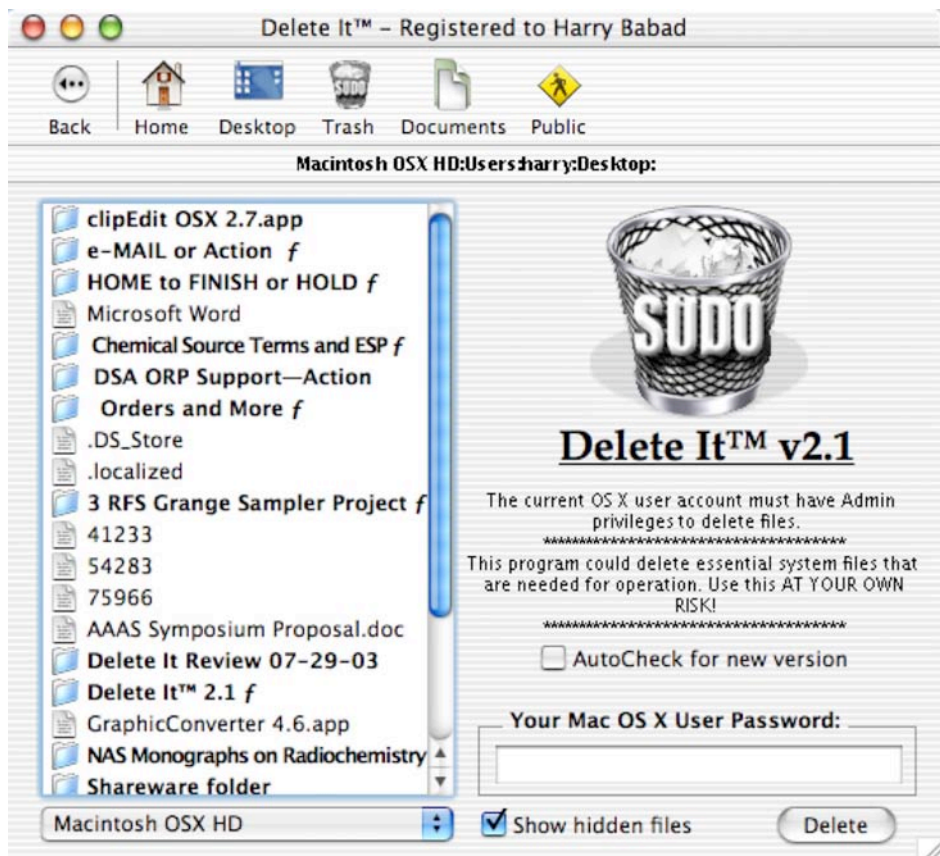 Delete It™ – Registered to Harry Babad
SUDO
Back Home Desktop Trash Documents Public
Macintosh OSX HD:Users:harry:Desktop:
clipEdit OSX 2.7.app
e-MAIL or Action ƒ
HOME to FINISH or HOLD ƒ
Microsoft Word
Chemical Source Terms and ESP ƒ
DSA ORP Support—Action
Orders and More ƒ
.DS_Store
.localized
3 RFS Grange Sampler Project ƒ
41233
54283
75966
AAAS Symposium Proposal.doc
Delete It Review 07-29-03
Delete It™ 2.1 ƒ
GraphicConverter 4.6.app
NAS Monographs on Radiochemistry
Shareware folder
Macintosh OSX HD
SUDO
Delete It™ v2.1
The current OS X user account must have Admin
privileges to delete files.
*************************************
This program could delete essential system files that
are needed for operation. Use this AT YOUR OWN
RISK!
*************************************
AutoCheck for new version
Your Mac OS X User Password:
Show hidden files
Delete